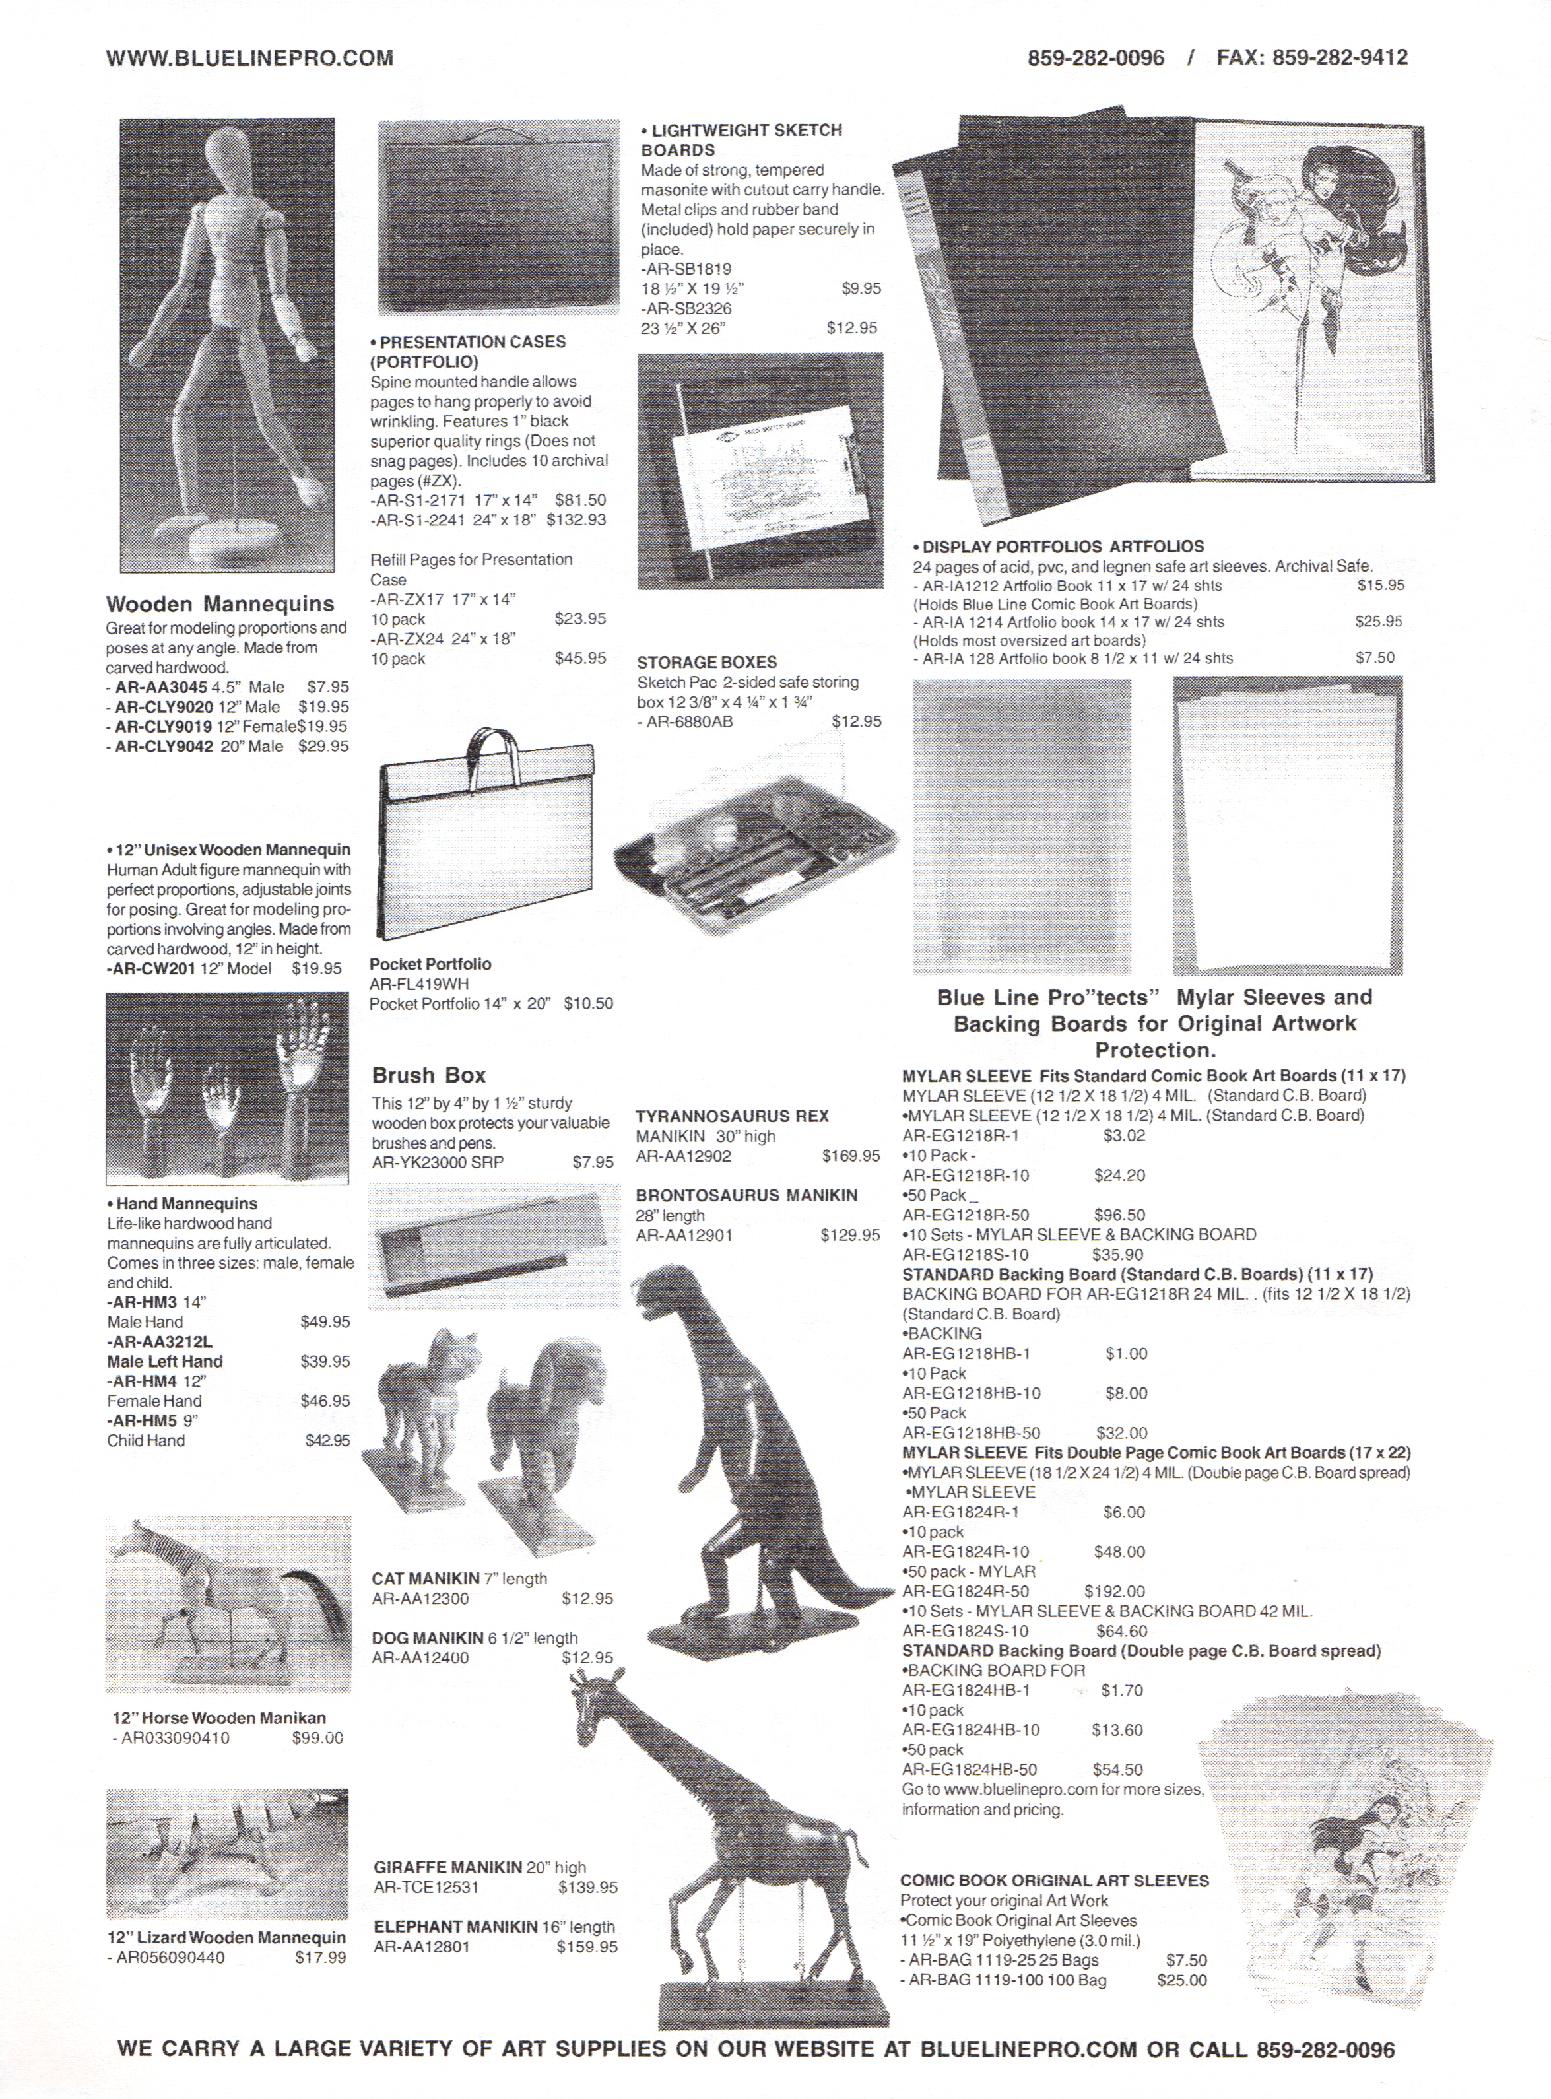 WWW.BLUELINEPRO.COM
859-282-0096 / FAX: 859-282-9412
Wooden Mannequins
Great for modeling proportions and
poses at any angle. Made from
carved hardwood.
- AR-AA3045 4.5" Male $7.95
- AR-CLY9020 12" Male $19.95
- AR-CLY9019 12" Female$19.95
- AR-CLY9042 20" Male $29.95
• 12" Unisex Wooden Mannequin
Human Adult figure mannequin with
perfect proportions, adjustable joints
for posing. Great for modeling pro-
portions involving angles. Made from
carved hardwood, 12" in height.
-AR-CW201 12" Model $19.95
• Hand Mannequins
Life-like hardwood hand
mannequins are fully articulated.
Comes in three sizes: male, female
and child.
-AR-HM3 14"
Male Hand $49.95
-AR-AA3212L
Male Left Hand $39.95
-AR-HM4 12"
Female Hand $46.95
-AR-HM5 9"
Child Hand $42.95
12" Horse Wooden Manikan
- AR033090410 $99.00
12" Lizard Wooden Mannequin
- AR056090440 $17.99
• PRESENTATION CASES
(PORTFOLIO)
Spine mounted handle allows
pages to hang properly to avoid
wrinkling. Features 1" black
superior quality rings (Does not
snag pages). Includes 10 archival
pages (#ZX).
-AR-S1-2171 17" x 14" $81.50
-AR-S1-2241 24" x 18" $132.93
Refill Pages for Presentation
Case
-AR-ZX17 17" x 14"
10 pack $23.95
-AR-ZX24 24" x 18"
10 pack $45.95
Pocket Portfolio
AR-FL419WH
Pocket Portfolio 14" x 20" $10.50
Brush Box
This 12" by 4" by 1 ½" sturdy
wooden box protects your valuable
brushes and pens.
AR-YK23000 SRP $7.95
CAT MANIKIN 7" length
AR-AA12300 $12.95
DOG MANIKIN 6 1/2" length
AR-AA12400 $12.95
GIRAFFE MANIKIN 20" high
AR-TCE12531 $139.95
ELEPHANT MANIKIN 16" length
AR-AA12801 $159.95
• LIGHTWEIGHT SKETCH
BOARDS
Made of strong, tempered
masonite with cutout carry handle.
Metal clips and rubber band
(included) hold paper securely in
place.
-AR-SB1819
18 ½" X 19 ½" $9.95
-AR-SB2326
23 ½" X 26" $12.95
STORAGE BOXES
Sketch Pac 2-sided safe storing
box 12 3/8" x 4 ¼" x 1 ¾"
- AR-6880AB $12.95
TYRANNOSAURUS REX
MANIKIN 30" high
AR-AA12902 $169.95
BRONTOSAURUS MANIKIN
28" length
AR-AA12901 $129.95
• DISPLAY PORTFOLIOS ARTFOLIOS
24 pages of acid, pvc, and legnen safe art sleeves. Archival Safe.
- AR-IA1212 Artfolio Book 11 x 17 w/ 24 shts $15.95
(Holds Blue Line Comic Book Art Boards)
- AR-IA 1214 Artfolio book 14 x 17 w/ 24 shts $25.95
(Holds most oversized art boards)
- AR-IA 128 Artfolio book 8 1/2 x 11 w/ 24 shts $7.50
Blue Line Pro"tects" Mylar Sleeves and
Backing Boards for Original Artwork
Protection.
MYLAR SLEEVE Fits Standard Comic Book Art Boards (11 x 17)
MYLAR SLEEVE (12 1/2 X 18 1/2) 4 MIL. (Standard C.B. Board)
•MYLAR SLEEVE (12 1/2 X 18 1/2) 4 MIL. (Standard C.B. Board)
AR-EG1218R-1 $3.02
•10 Pack -
AR-EG1218R-10 $24.20
•50 Pack _
AR-EG1218R-50 $96.50
•10 Sets - MYLAR SLEEVE & BACKING BOARD
AR-EG1218S-10 $35.90
STANDARD Backing Board (Standard C.B. Boards) (11 x 17)
BACKING BOARD FOR AR-EG1218R 24 MIL. . (fits 12 1/2 X 18 1/2)
(Standard C.B. Board)
•BACKING
AR-EG1218HB-1 $1.00
•10 Pack
AR-EG1218HB-10 $8.00
•50 Pack
AR-EG1218HB-50 $32.00
MYLAR SLEEVE Fits Double Page Comic Book Art Boards (17 x 22)
•MYLAR SLEEVE (18 1/2 X 24 1/2) 4 MIL. (Double page C.B. Board spread)
•MYLAR SLEEVE
AR-EG1824R-1 $6.00
•10 pack
AR-EG1824R-10 $48.00
•50 pack - MYLAR
AR-EG1824R-50 $192.00
•10 Sets - MYLAR SLEEVE & BACKING BOARD 42 MIL.
AR-EG1824S-10 $64.60
STANDARD Backing Board (Double page C.B. Board spread)
•BACKING BOARD FOR
AR-EG1824HB-1 $1.70
•10 pack
AR-EG1824HB-10 $13.60
•50 pack
AR-EG1824HB-50 $54.50
Go to www.bluelinepro.com for more sizes,
information and pricing.
COMIC BOOK ORIGINAL ART SLEEVES
Protect your original Art Work
•Comic Book Original Art Sleeves
11 ½" x 19" Polyethylene (3.0 mil.)
- AR-BAG 1119-25 25 Bags $7.50
- AR-BAG 1119-100 100 Bag $25.00
WE CARRY A LARGE VARIETY OF ART SUPPLIES ON OUR WEBSITE AT BLUELINEPRO.COM OR CALL 859-282-0096